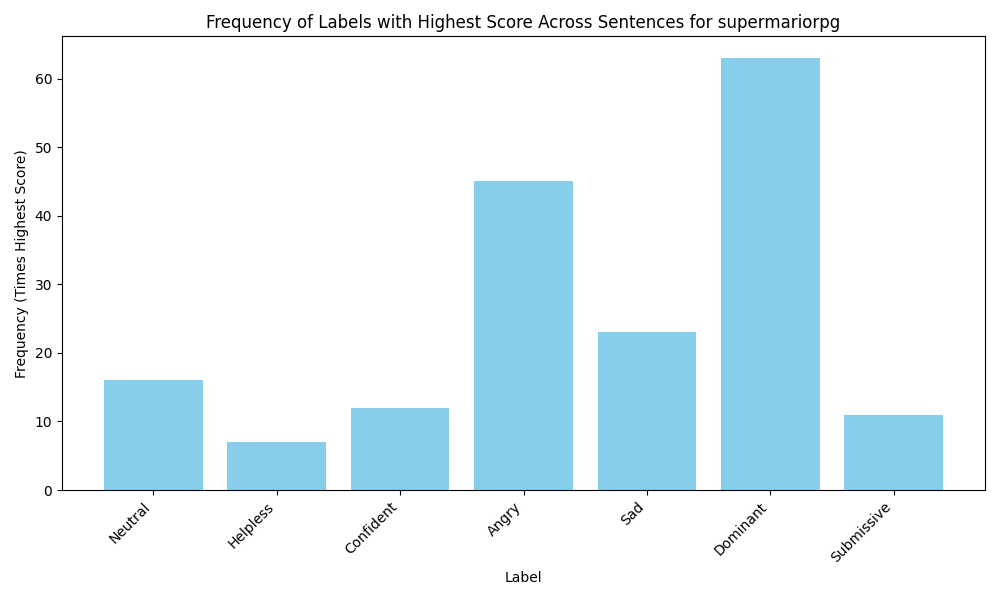 Frequency of Labels with Highest Score Across Sentences for supermariorpg
Frequency (Times Highest Score)
60
50
40
30
20
10
0
Neutral
Helpless
Confident
Angry
Sad
Dominant
Submissive
Label